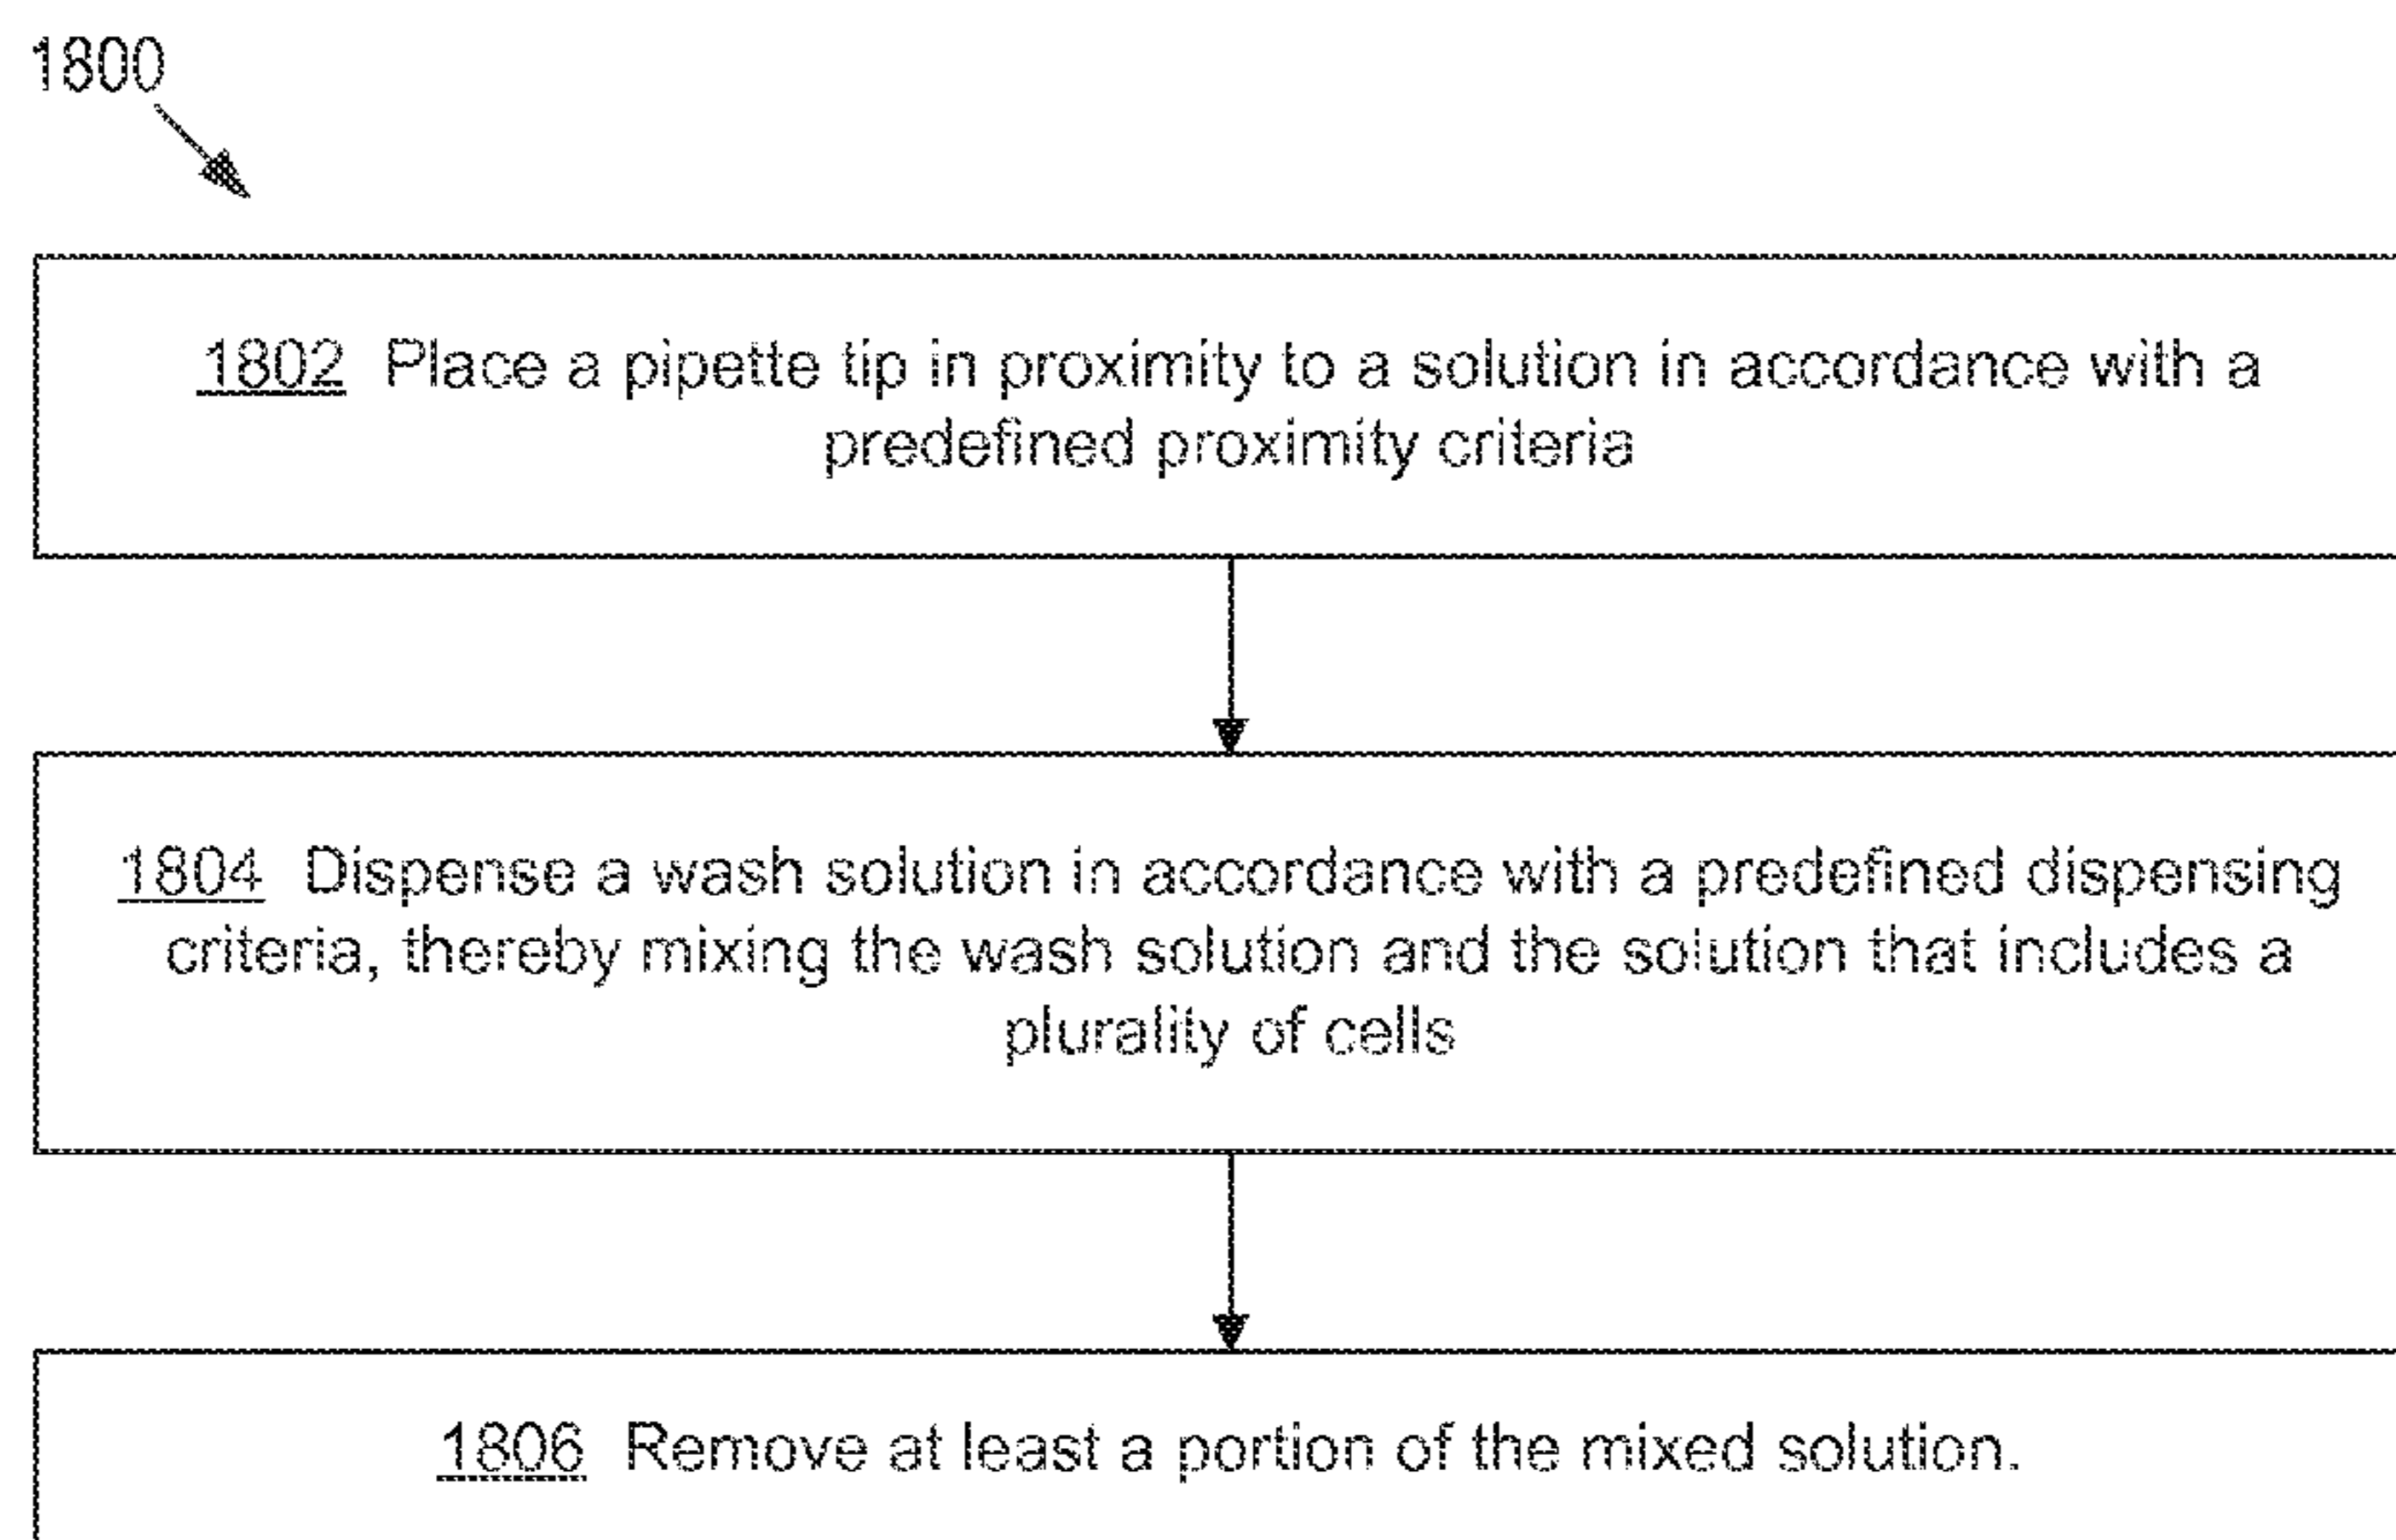 1800
1802 Place a pipette tip in proximity to a solution in accordance with a
predefined proximity criteria
1804 Dispense a wash solution in accordance with a predefined dispensing
criteria, thereby mixing the wash solution and the solution that includes a
plurality of cells
1806 Remove at least a portion of the mixed solution.